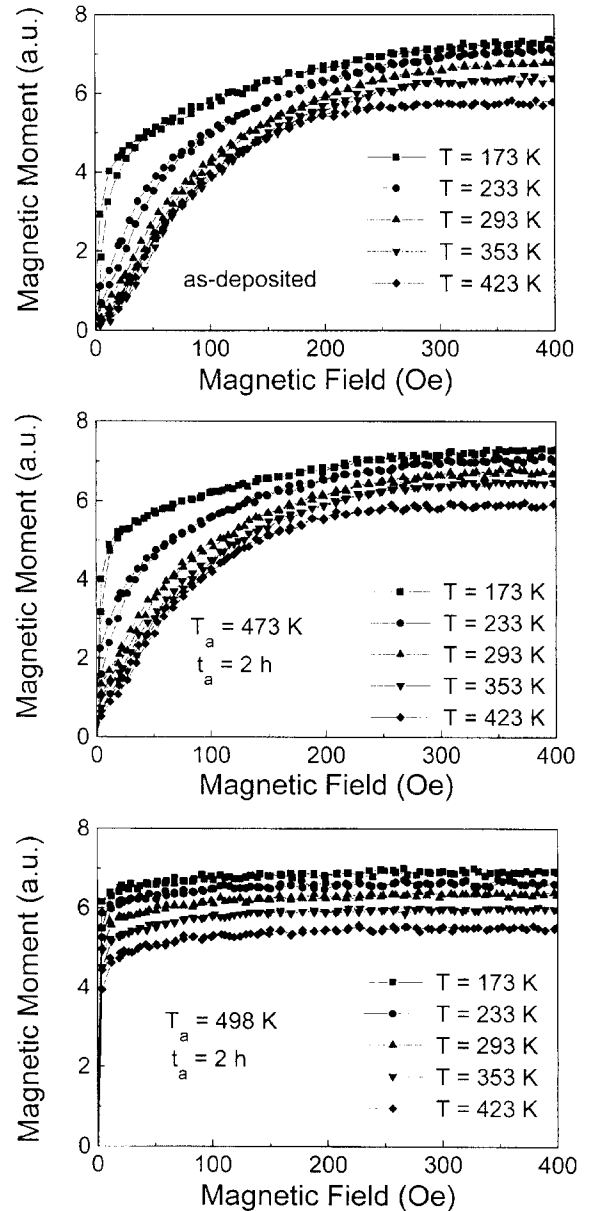 8
6
4
2
0
Magnetic Moment (a.u.)
T = 173 K
T = 233 K
T = 293 K
T = 353 K
T = 423 K
as-deposited
0 100 200 300 400
Magnetic Field (Oe)
8
6
4
2
0
Magnetic Moment (a.u.)
T = 173 K
T = 233 K
T = 293 K
T = 353 K
T = 423 K
T_a = 473 K
t_a = 2 h
0 100 200 300 400
Magnetic Field (Oe)
8
6
4
2
0
Magnetic Moment (a.u.)
T = 173 K
T = 233 K
T = 293 K
T = 353 K
T = 423 K
T_a = 498 K
t_a = 2 h
0 100 200 300 400
Magnetic Field (Oe)